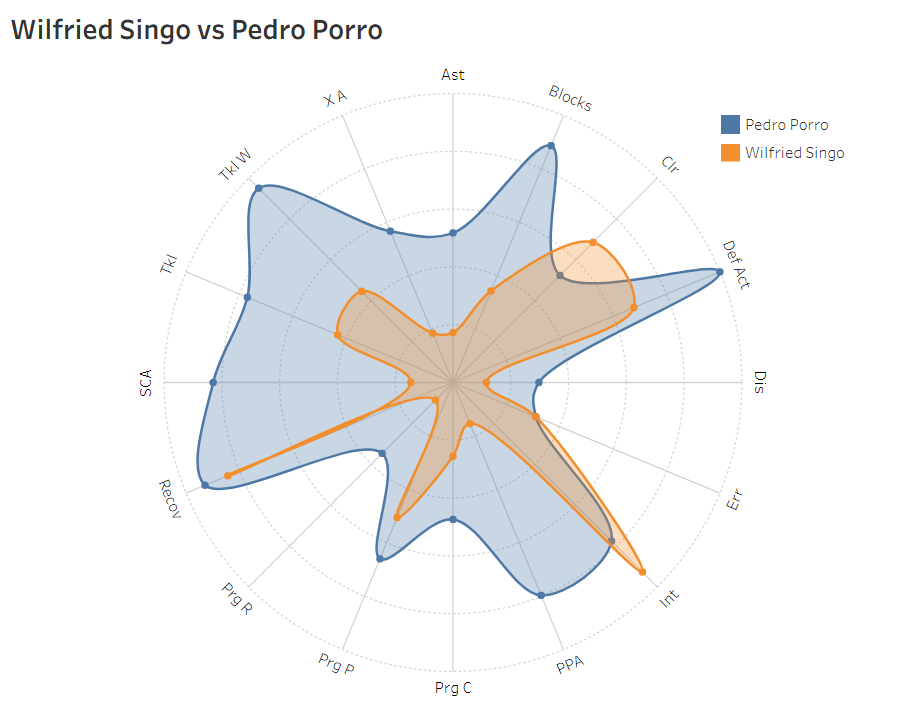 Wilfried Singo vs Pedro Porro
Ast
Blocks
Clr
Def Act
Dis
Err
Int
PPA
Prg C
Prg P
Prg R
Recov
SCA
Tkl
Tkl W
X A
Pedro Porro
Wilfried Singo